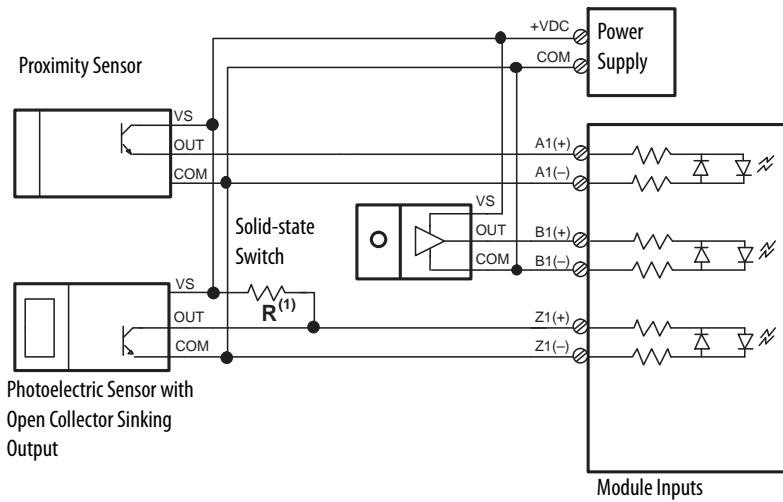 +VDC
Power
Supply
COM
Proximity Sensor
VS
OUT
COM
A1(+)
A1(–)
Solid-state
Switch
VS
OUT
COM
B1(+)
B1(–)
VS
R(1)
OUT
COM
Z1(+)
Z1(–)
Photoelectric Sensor with
Open Collector Sinking
Output
Module Inputs